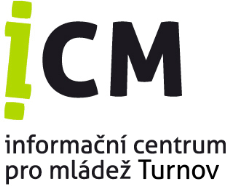 iCM
informační centrum
pro mládež Turnov